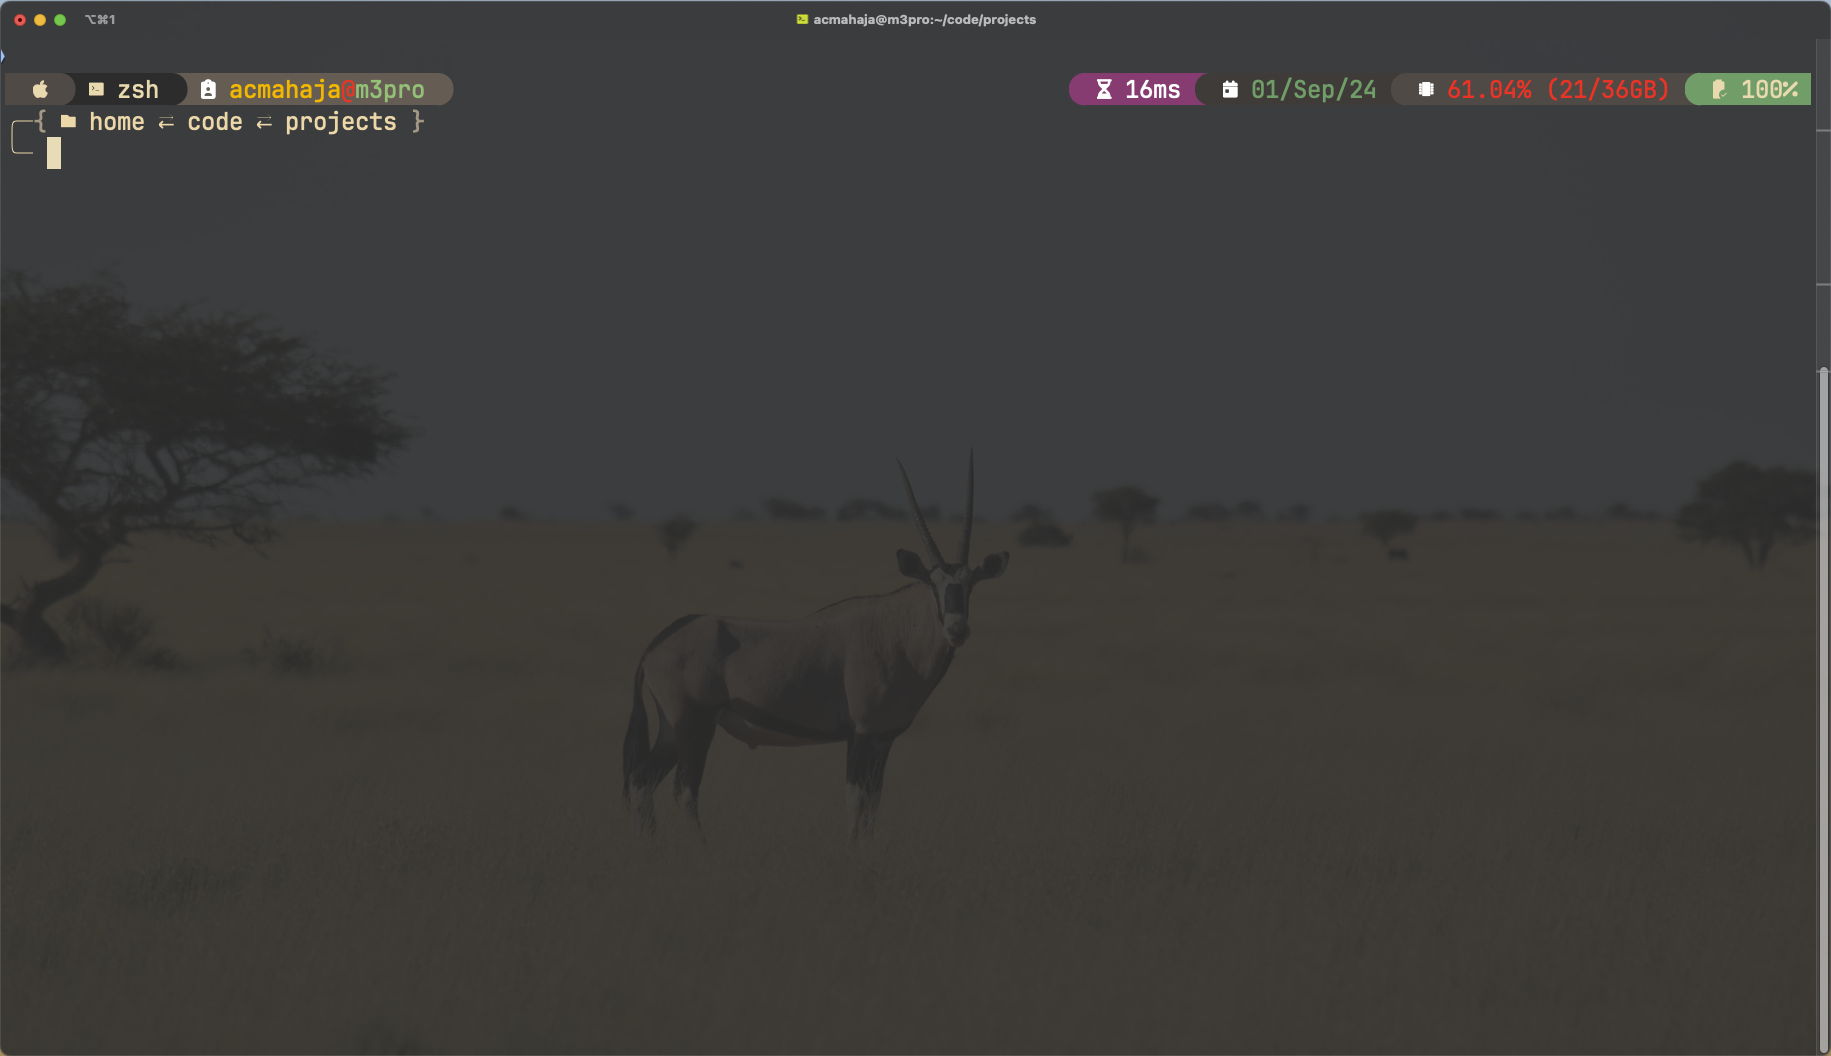 ⌥⌘1
acmahaja@m3pro:~/code/projects
zsh acmahaja@m3pro 16ms 01/Sep/24 61.04% (21/36GB) 100%
{ home ← code ← projects }